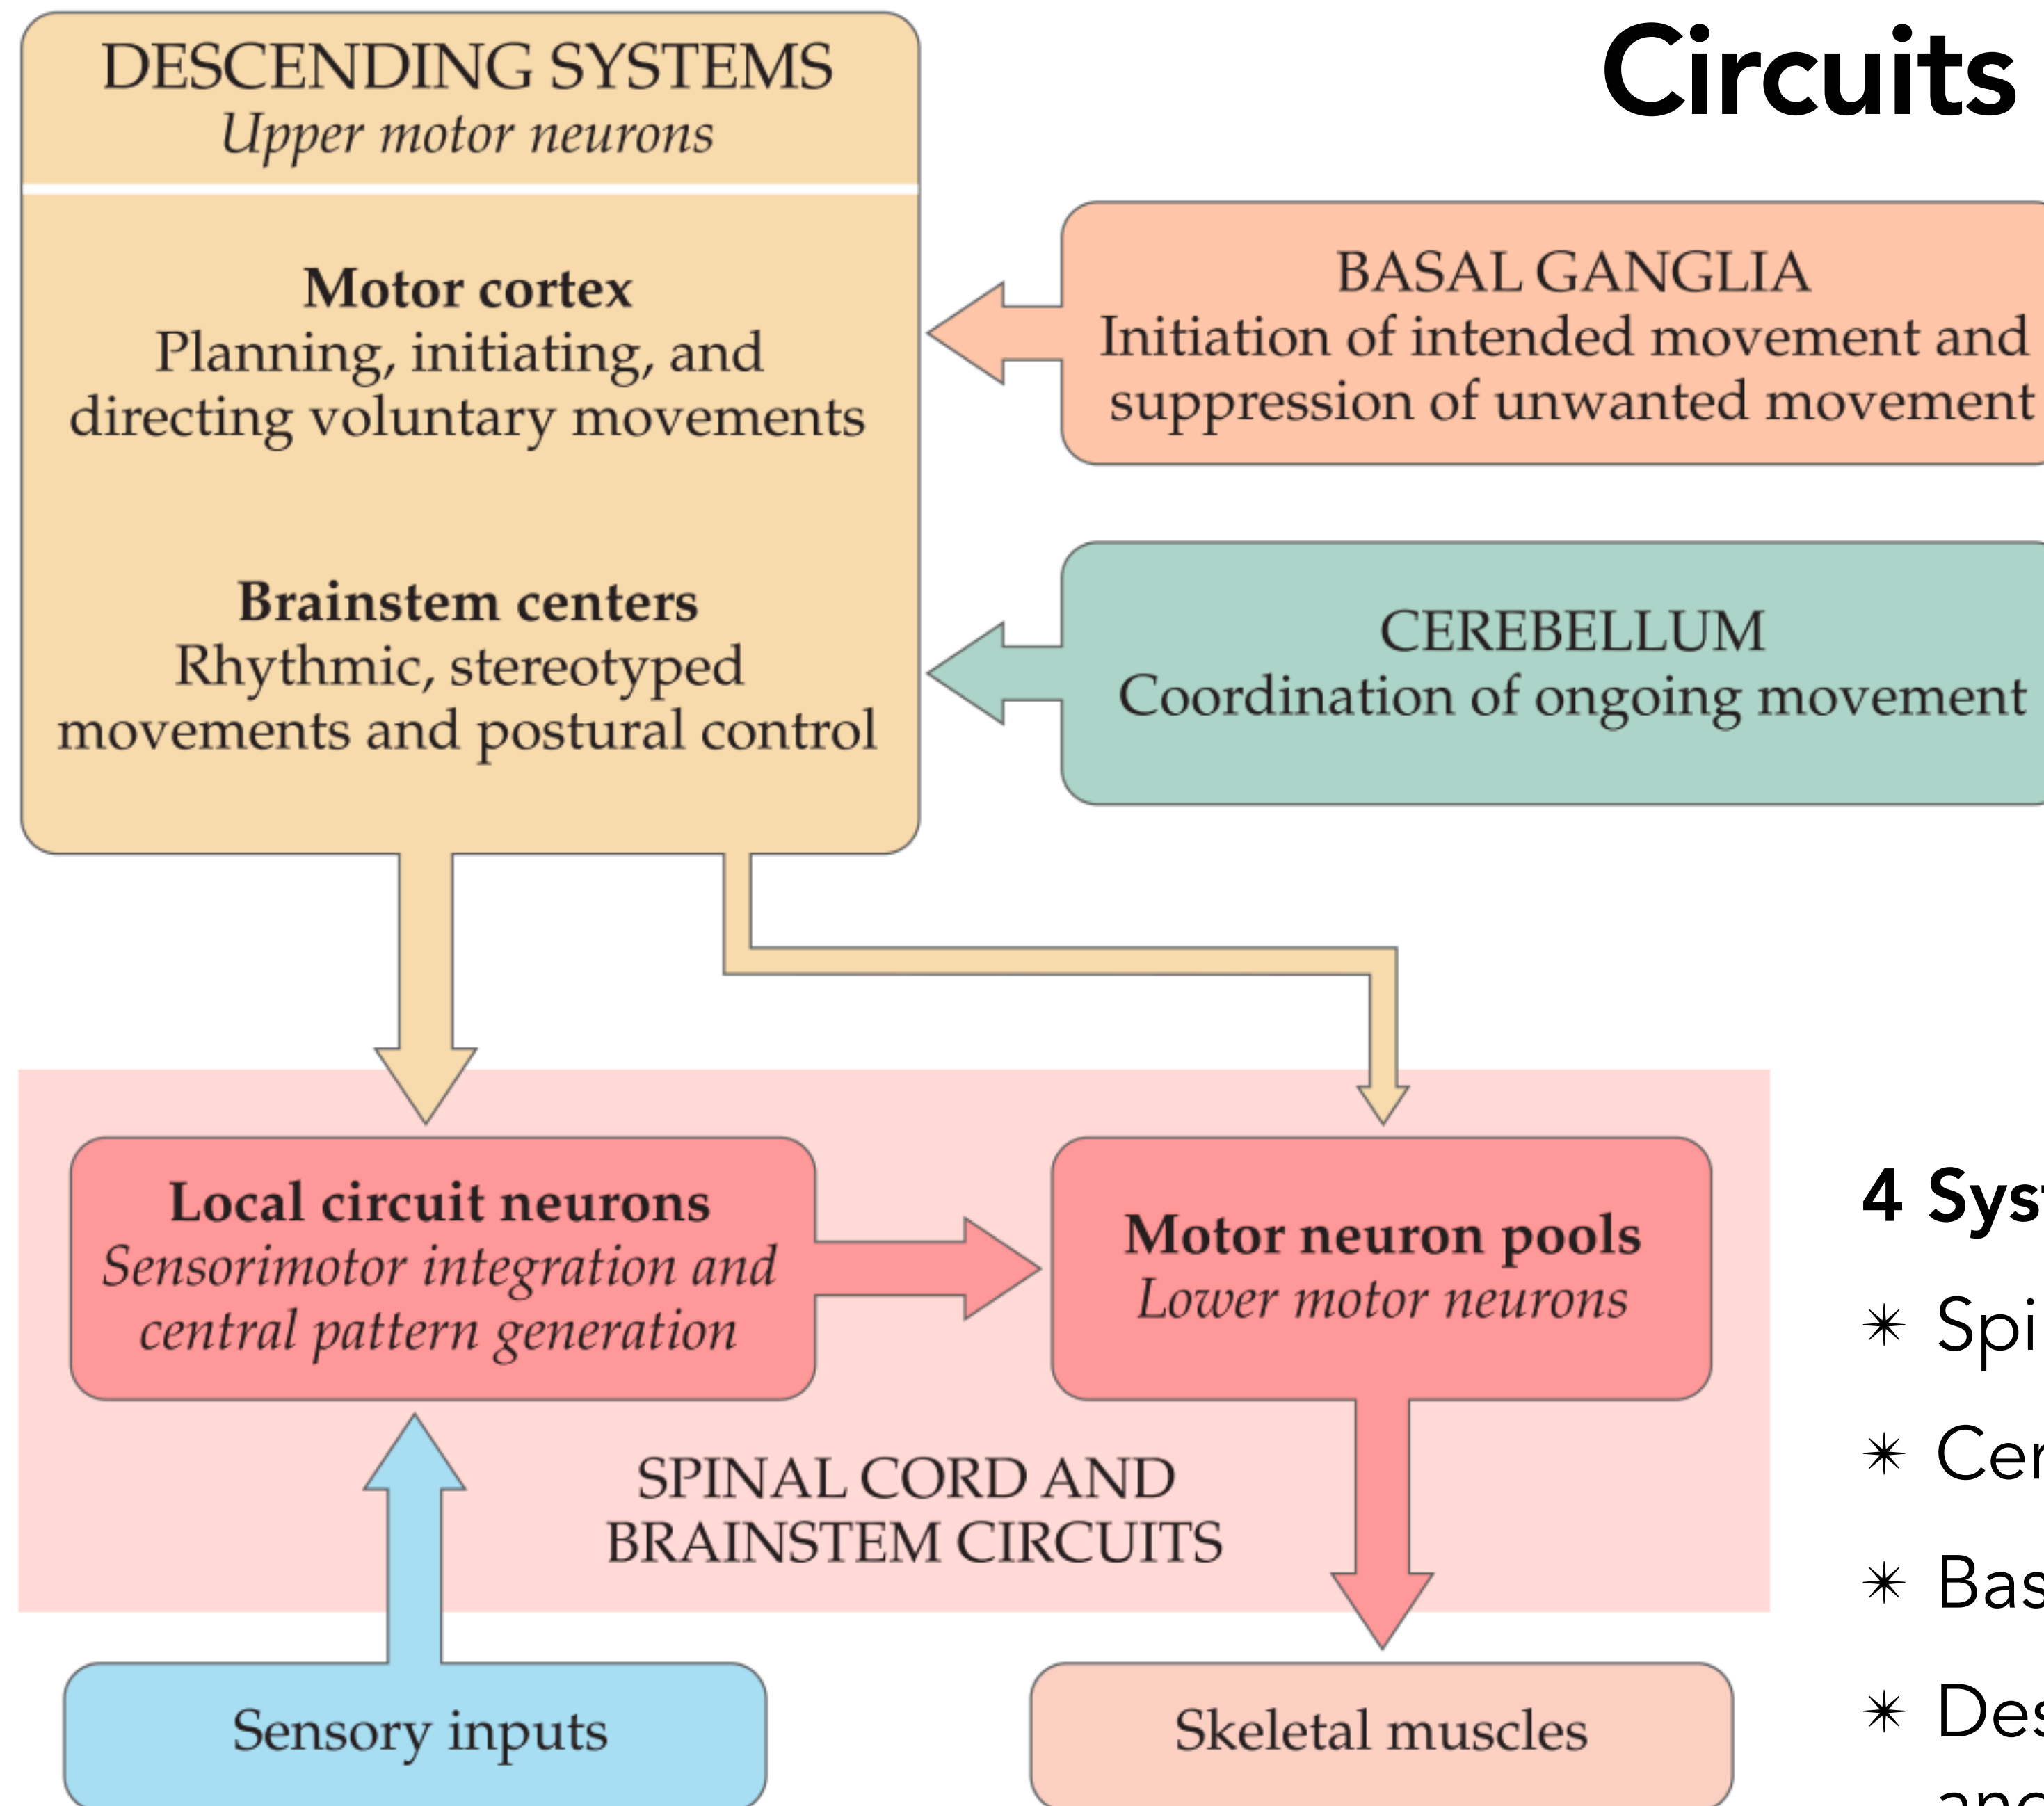 Circuits
DESCENDING SYSTEMS
Upper motor neurons
Motor cortex
Planning, initiating, and
directing voluntary movements
Brainstem centers
Rhythmic, stereotyped
movements and postural control
BASAL GANGLIA
Initiation of intended movement and
suppression of unwanted movement
CEREBELLUM
Coordination of ongoing movement
Local circuit neurons
Sensorimotor integration and
central pattern generation
Motor neuron pools
Lower motor neurons
SPINAL CORD AND
BRAINSTEM CIRCUITS
Sensory inputs
Skeletal muscles
4